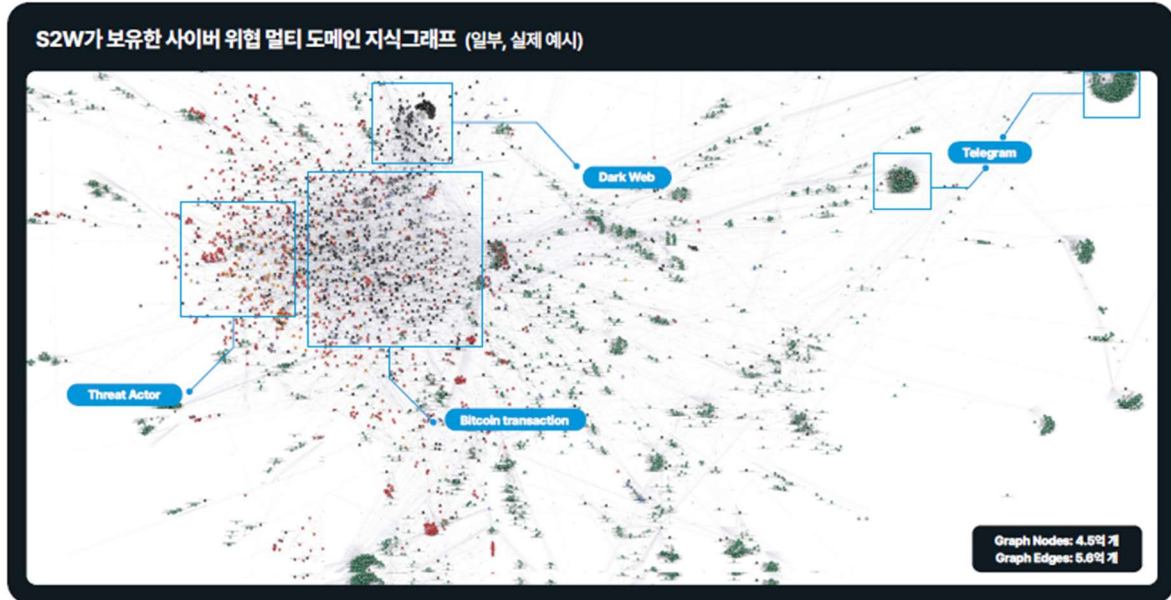 S2W가 보유한 사이버 위협 멀티 도메인 지식그래프 (일부, 실제 예시)
Dark Web
Telegram
Threat Actor
Bitcoin transaction
Graph Nodes: 4.5억 개
Graph Edges: 5.6억 개